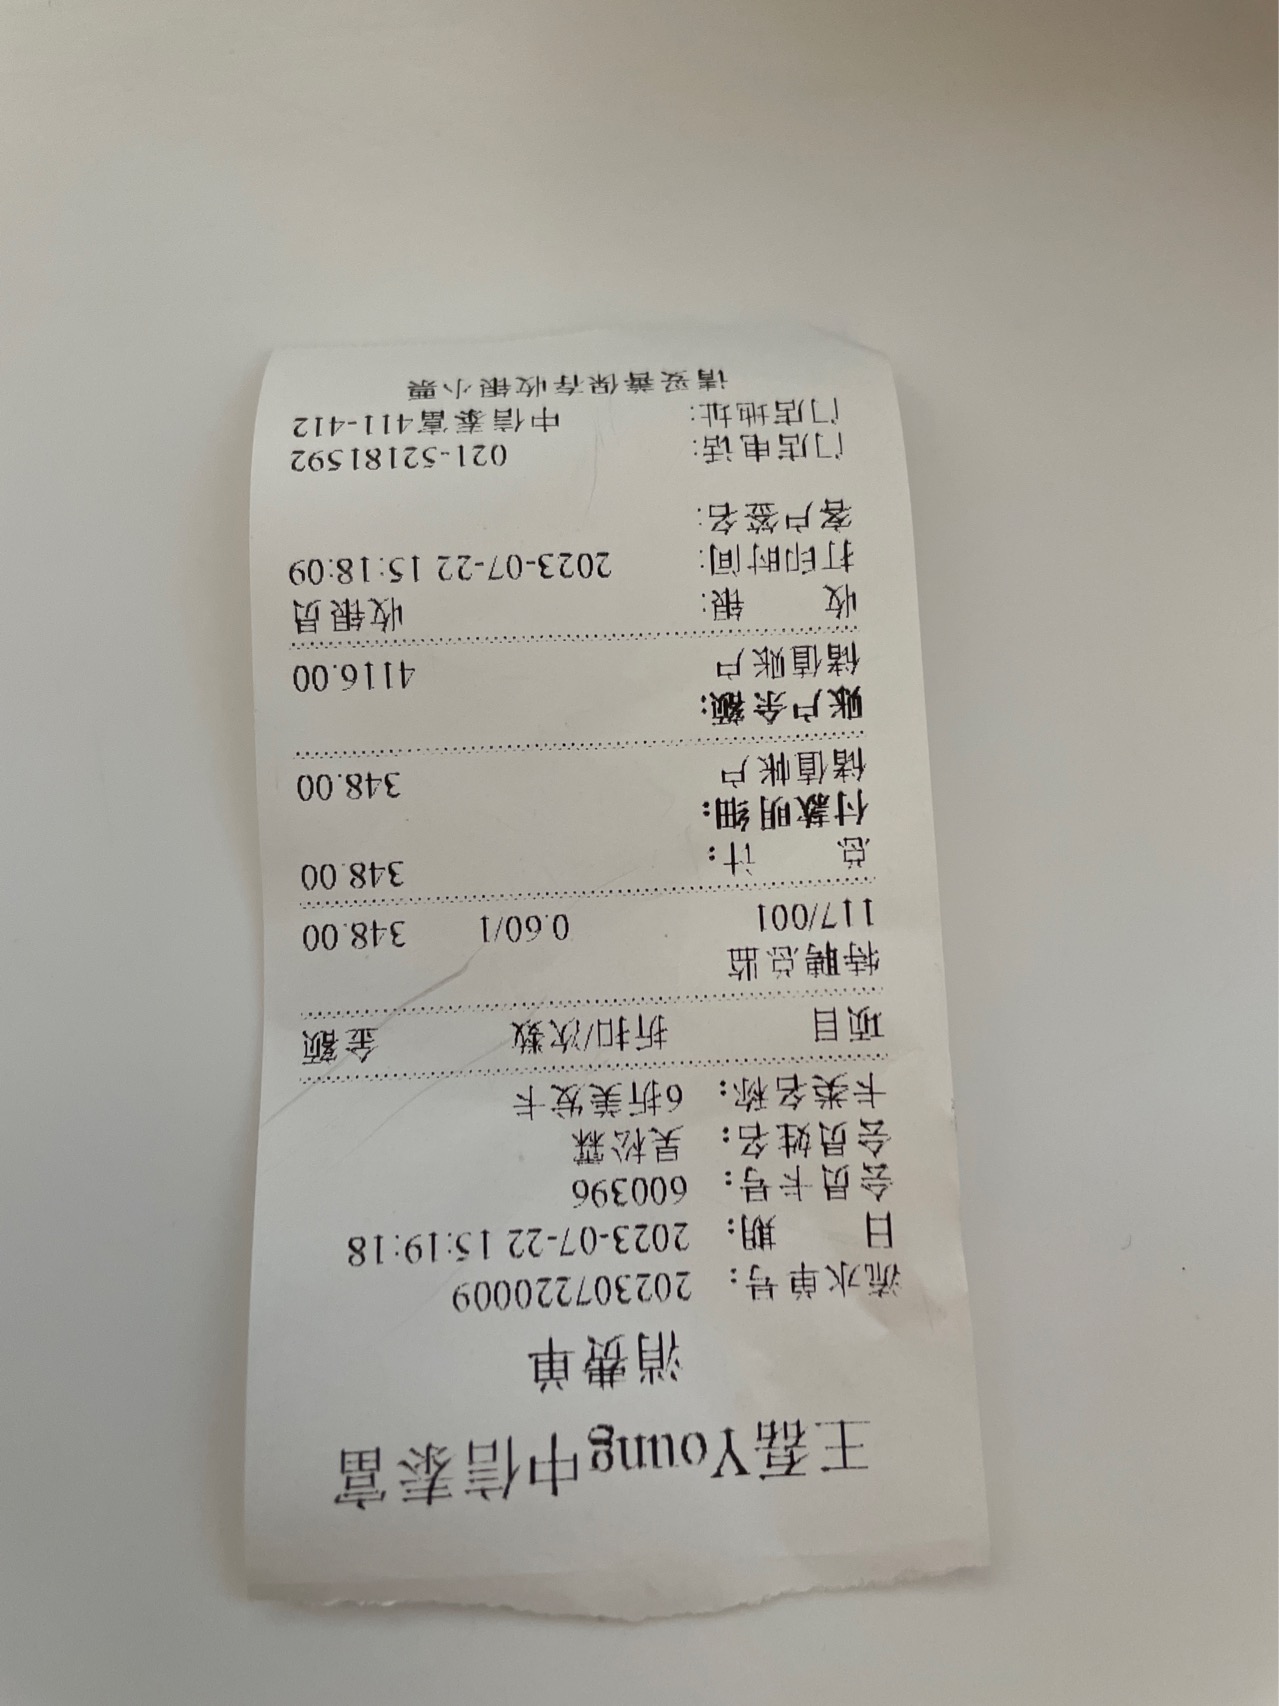 王磊Young中信泰富
消费单
流水单号: 202307220009
日 期: 2023-07-22 15:19:18
会员卡号: 600396
会员姓名: 吴松霖
卡类名称: 6折美发卡
项目 折扣/次数 金额
特聘总监
117/001 0.60/1 348.00
总 计: 348.00
付款明细:
储值帐户 348.00
账户余额:
储值账户 4116.00
收 银: 收银员
打印时间: 2023-07-22 15:18:09
客户签名:
门店电话: 021-52181592
门店地址: 中信泰富411-412
请妥善保存收银小票